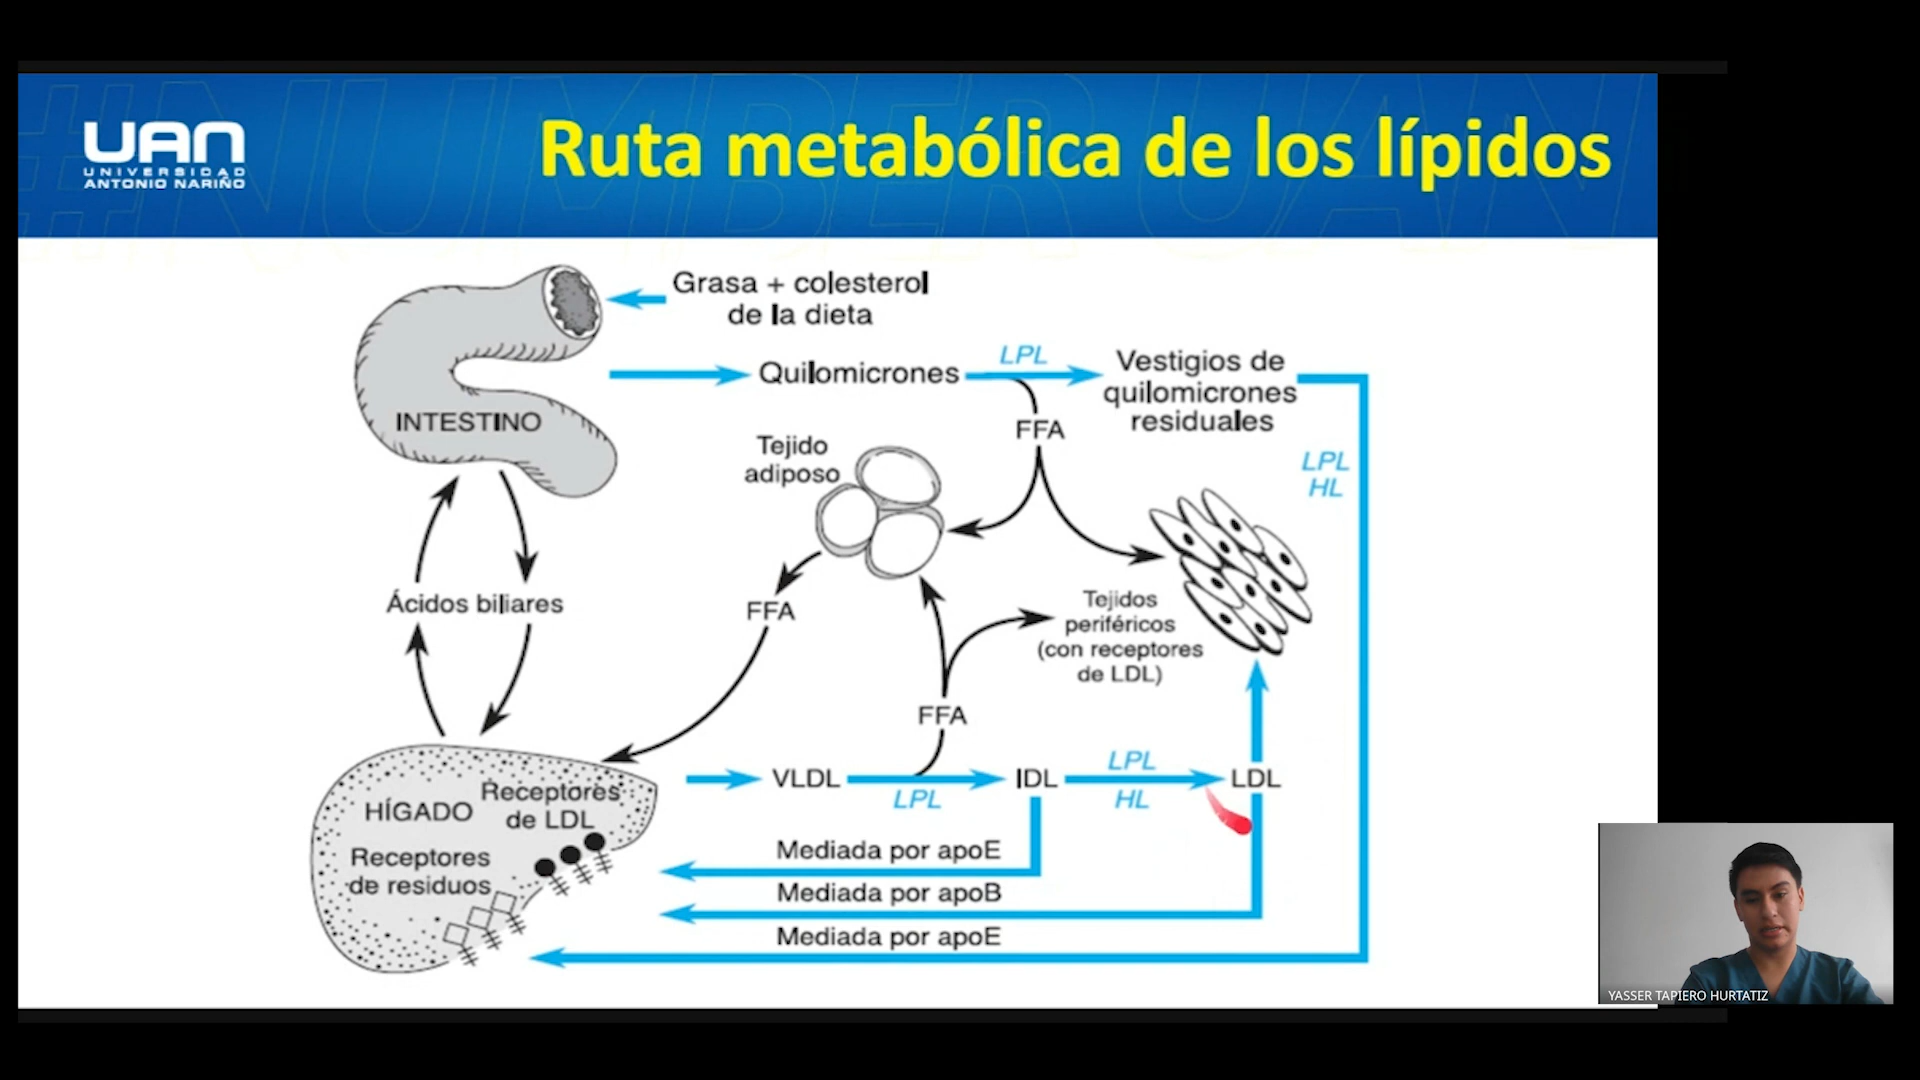 UAN
UNIVERSIDAD
ANTONIO NARIÑO
Ruta metabólica de los lípidos
Grasa + colesterol
de la dieta
Quilomicrones
LPL
Vestigios de
quilomicrones
residuales
INTESTINO
FFA
Tejido
adiposo
LPL
HL
Ácidos biliares
FFA
Tejidos
periféricos
(con receptores
de LDL)
FFA
VLDL
LPL
IDL
LPL
HL
LDL
HÍGADO
Receptores
de LDL
Receptores
de residuos
Mediada por apoE
Mediada por apoB
Mediada por apoE
YASSER TAPIERO HURTATIZ
#NUMBER UAN